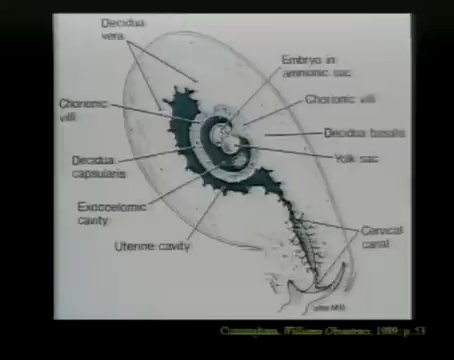 Decidua
vera
Embryo in
amnionic sac
Chorionic villi
Chorionic
villi
Decidua basalis
Yolk sac
Decidua
capsularis
Exocoelomic
cavity
Uterine cavity
Cervical
canal
Cunningham, Williams Obstetrics, 1989: p. 53